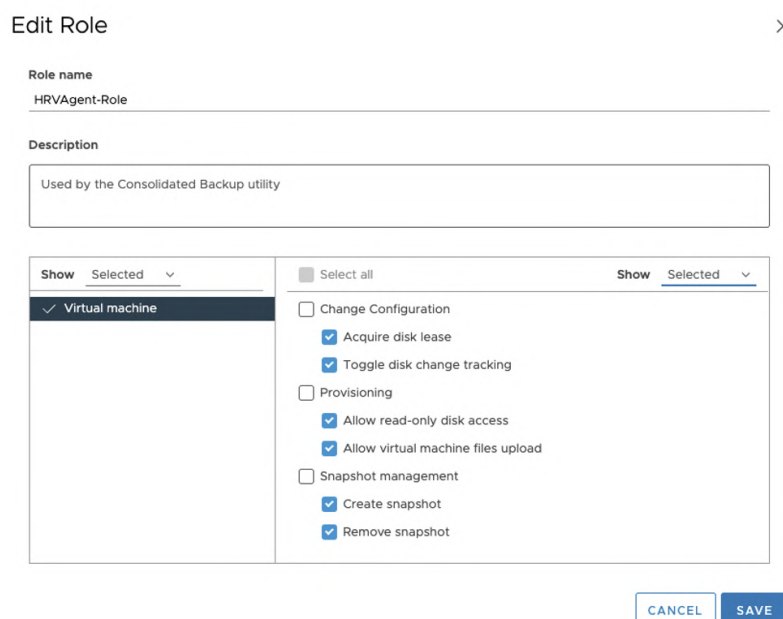 Edit Role
Role name
HRVAgent-Role
Description
Used by the Consolidated Backup utility
Show Selected
Select all Show Selected
Virtual machine
Change Configuration
Acquire disk lease
Toggle disk change tracking
Provisioning
Allow read-only disk access
Allow virtual machine files upload
Snapshot management
Create snapshot
Remove snapshot
CANCEL SAVE